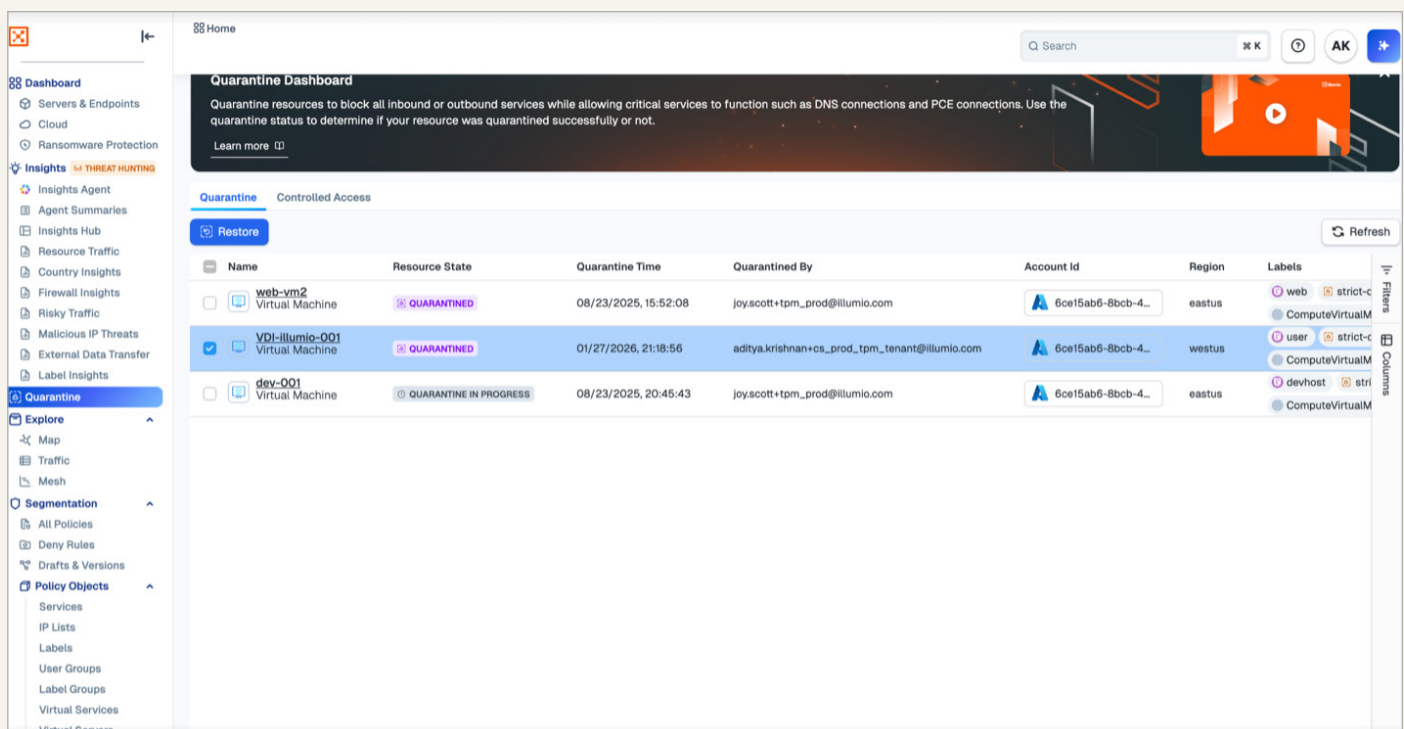 Home
Search
⌘ K
AK
Dashboard
Servers & Endpoints
Cloud
Ransomware Protection
Insights THREAT HUNTING
Insights Agent
Agent Summaries
Insights Hub
Resource Traffic
Country Insights
Firewall Insights
Risky Traffic
Malicious IP Threats
External Data Transfer
Label Insights
Quarantine
Explore
Map
Traffic
Mesh
Segmentation
All Policies
Deny Rules
Drafts & Versions
Policy Objects
Services
IP Lists
Labels
User Groups
Label Groups
Virtual Services
Quarantine Dashboard
Quarantine resources to block all inbound or outbound services while allowing critical services to function such as DNS connections and PCE connections. Use the
quarantine status to determine if your resource was quarantined successfully or not.
Learn more
Quarantine Controlled Access
Restore
Refresh
Name Resource State Quarantine Time Quarantined By Account Id Region Labels
web-vm2
Virtual Machine QUARANTINED 08/23/2025, 15:52:08 joy.scott+tpm_prod@illumio.com 6ce15ab6-8bcb-4... eastus web strict-c
ComputeVirtualM
VDI-illumio-001
Virtual Machine QUARANTINED 01/27/2026, 21:18:56 aditya.krishnan+cs_prod_tpm_tenant@illumio.com 6ce15ab6-8bcb-4... westus user strict-c
ComputeVirtualM
dev-001
Virtual Machine QUARANTINE IN PROGRESS 08/23/2025, 20:45:43 joy.scott+tpm_prod@illumio.com 6ce15ab6-8bcb-4... eastus devhost stri
ComputeVirtualM
Filters
Columns